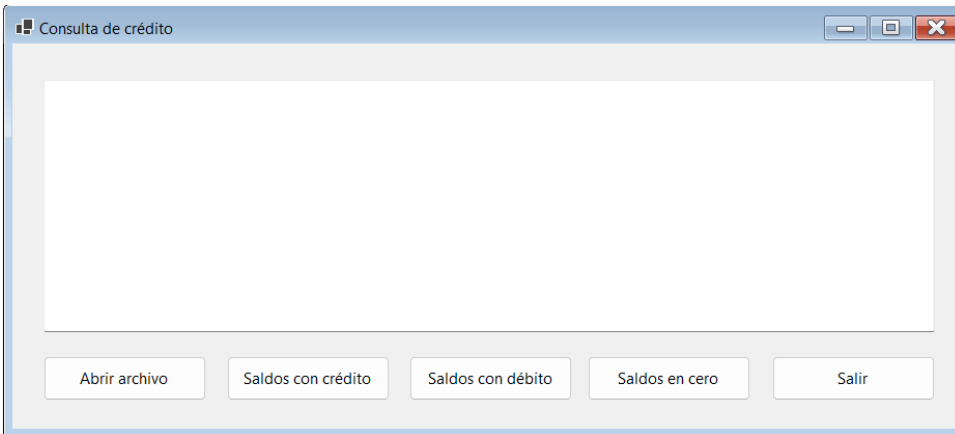 Consulta de crédito
Abrir archivo Saldos con crédito Saldos con débito Saldos en cero Salir